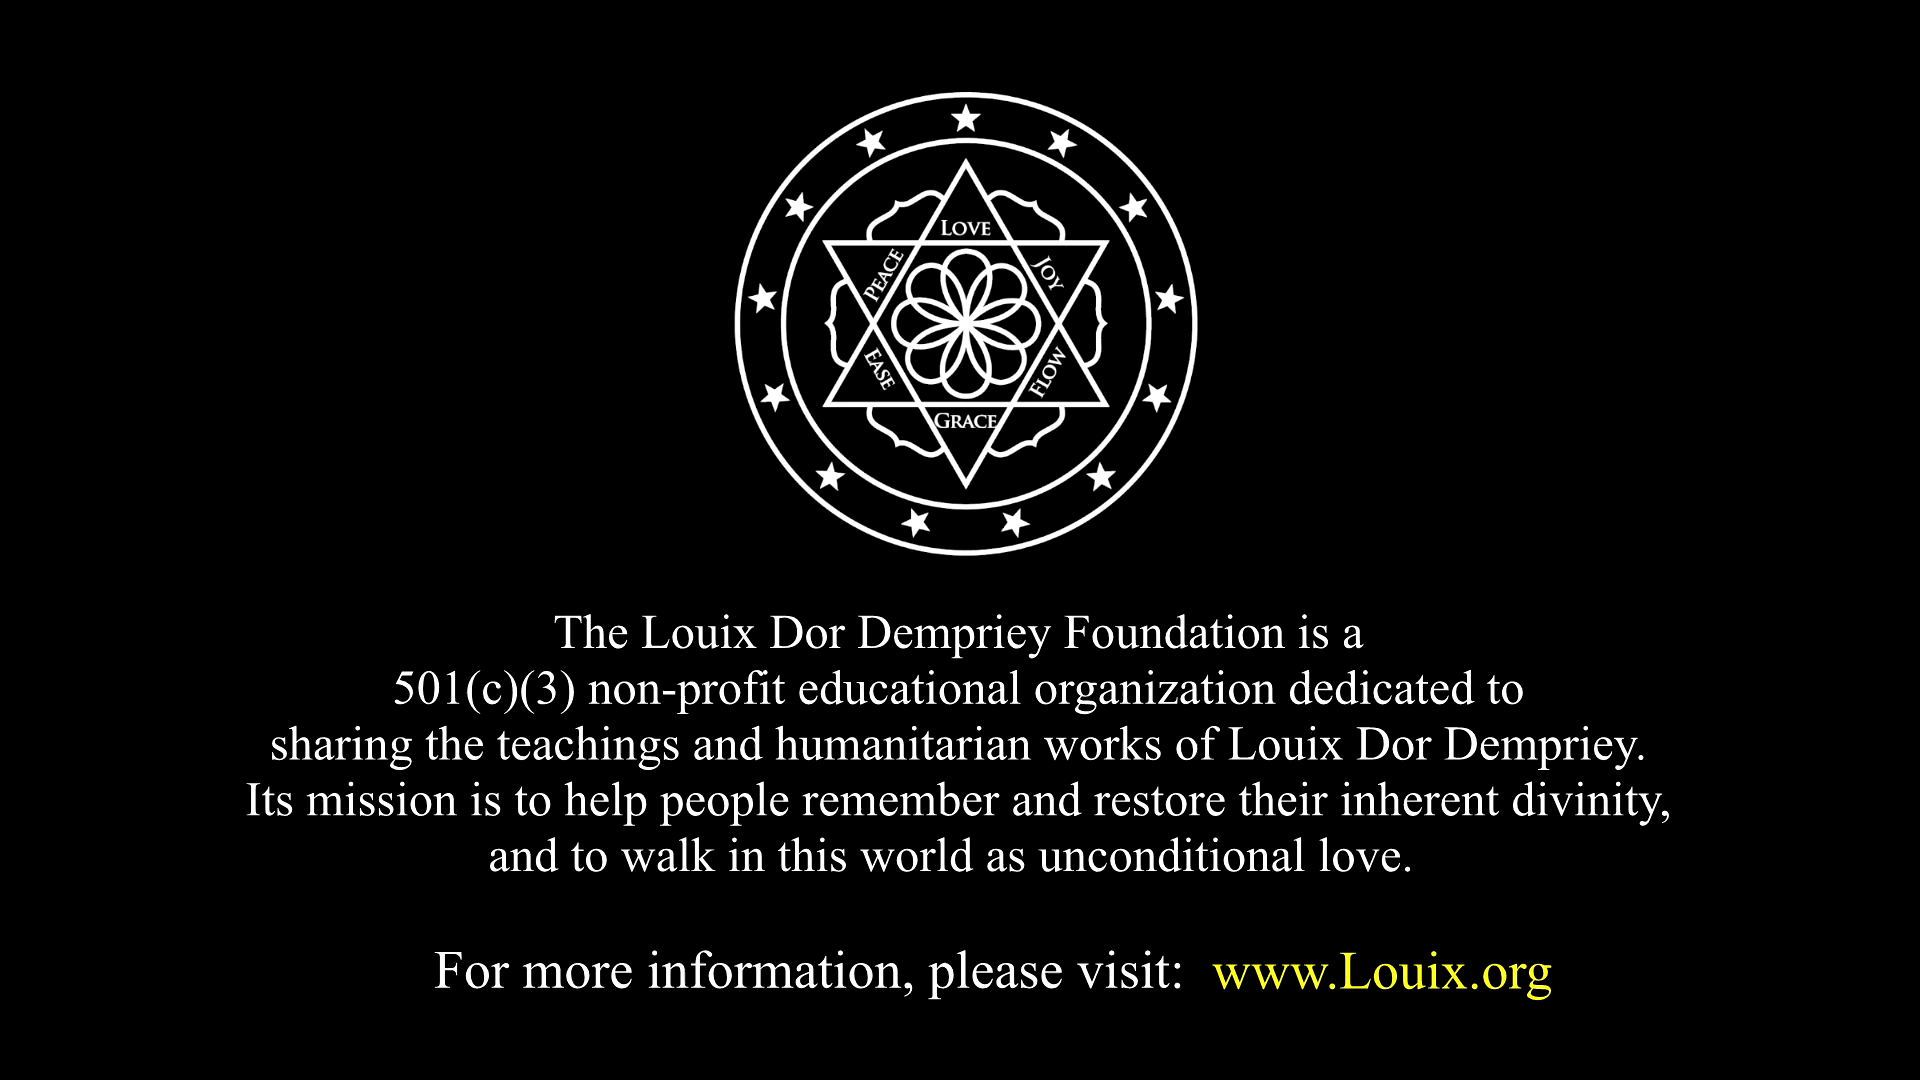 LOVE
PEACE
JOY
EASE
FLOW
GRACE
The Louix Dor Dempriey Foundation is a
501(c)(3) non-profit educational organization dedicated to
sharing the teachings and humanitarian works of Louix Dor Dempriey.
Its mission is to help people remember and restore their inherent divinity,
and to walk in this world as unconditional love.
For more information, please visit: www.Louix.org